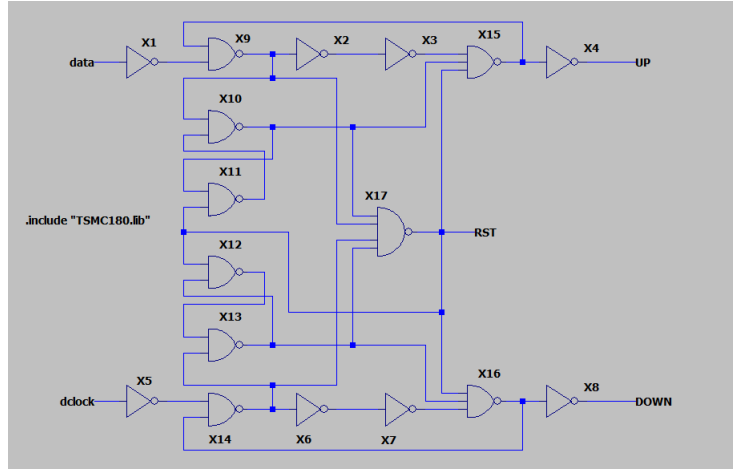 X1
X9
X2
X3
X15
X4
data
UP
X10
X11
X17
.include "TSMC180.lib"
RST
X12
X13
X16
X5
X8
dclock
DOWN
X14
X6
X7